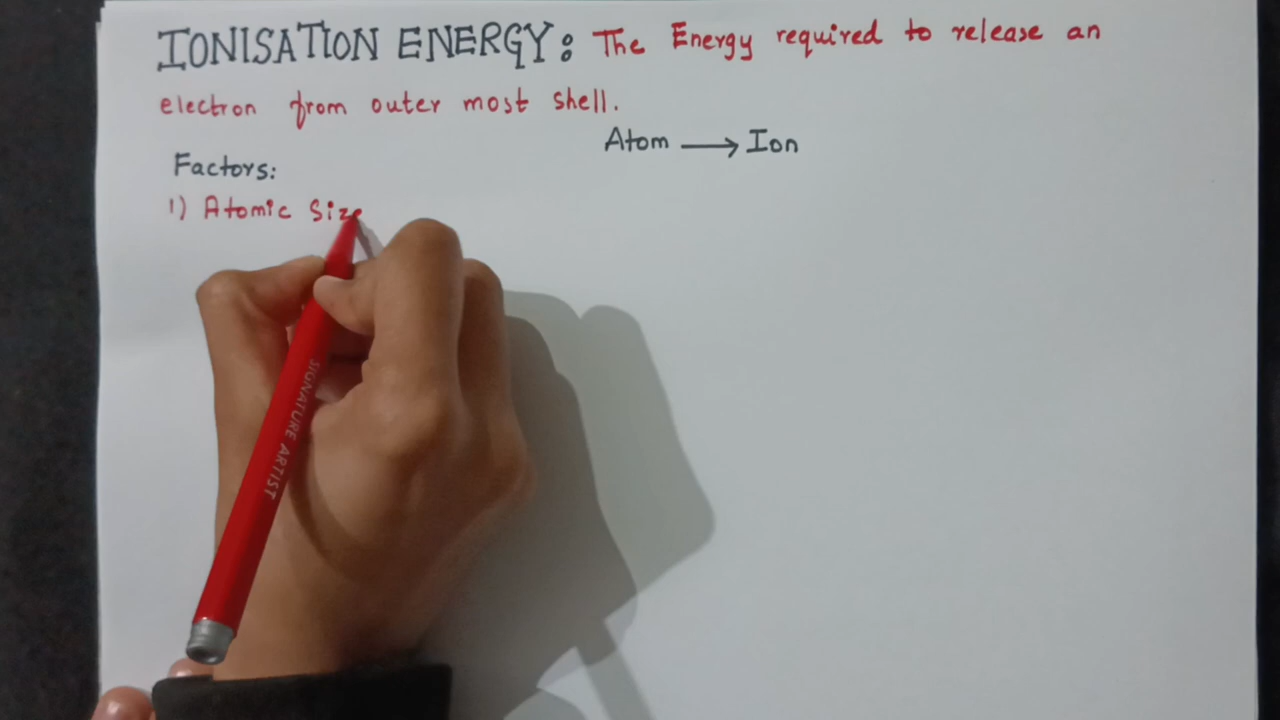 IONISATION ENERGY: The Energy required to release an
electron from outer most shell.
Atom → Ion
Factors:
1) Atomic Size
SIGNATURE ARTIST